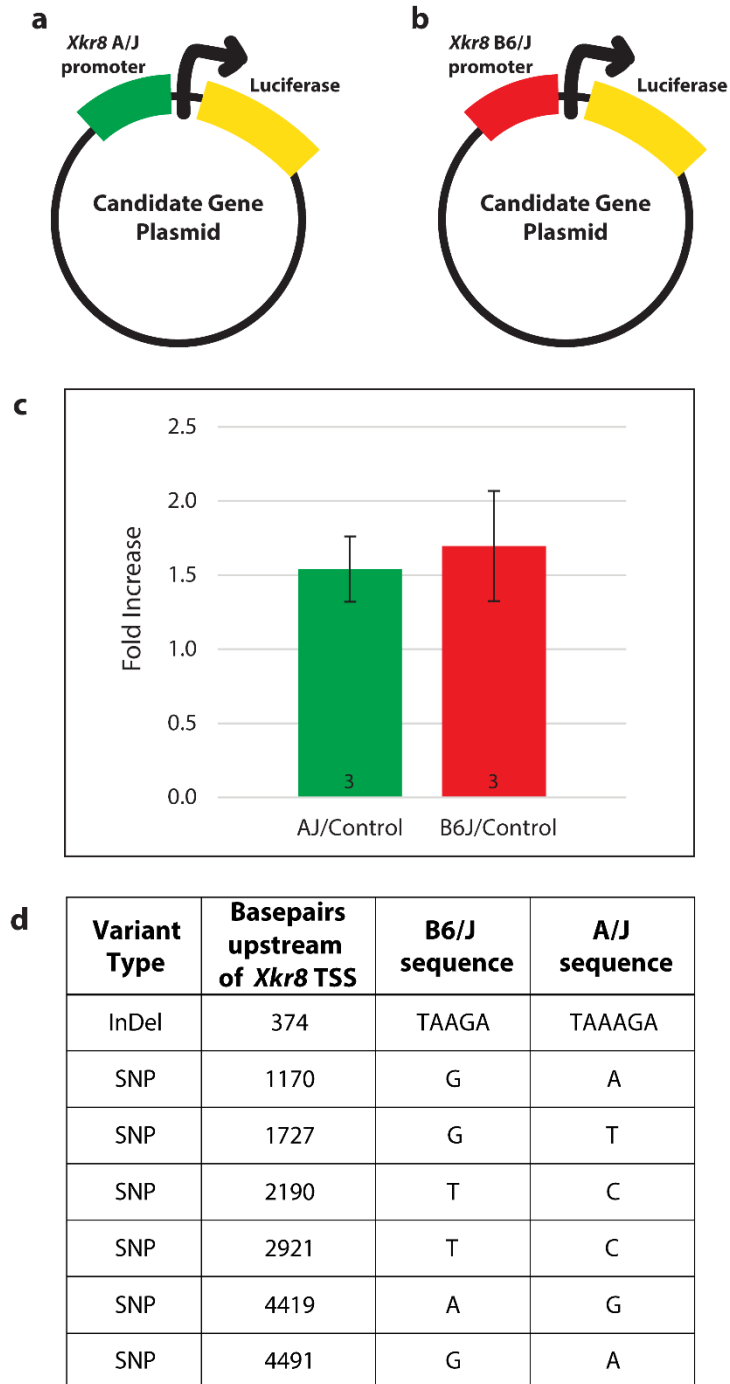 a
Xkr8 A/J
promoter
Luciferase
Candidate Gene
Plasmid
b
Xkr8 B6/J
promoter
Luciferase
Candidate Gene
Plasmid
c
Fold Increase
2.5
2.0
1.5
1.0
0.5
0.0
3
3
AJ/Control
B6J/Control
d
Variant Type | Basepairs upstream of Xkr8 TSS | B6/J sequence | A/J sequence
InDel | 374 | TAAGA | TAAAGA
SNP | 1170 | G | A
SNP | 1727 | G | T
SNP | 2190 | T | C
SNP | 2921 | T | C
SNP | 4419 | A | G
SNP | 4491 | G | A